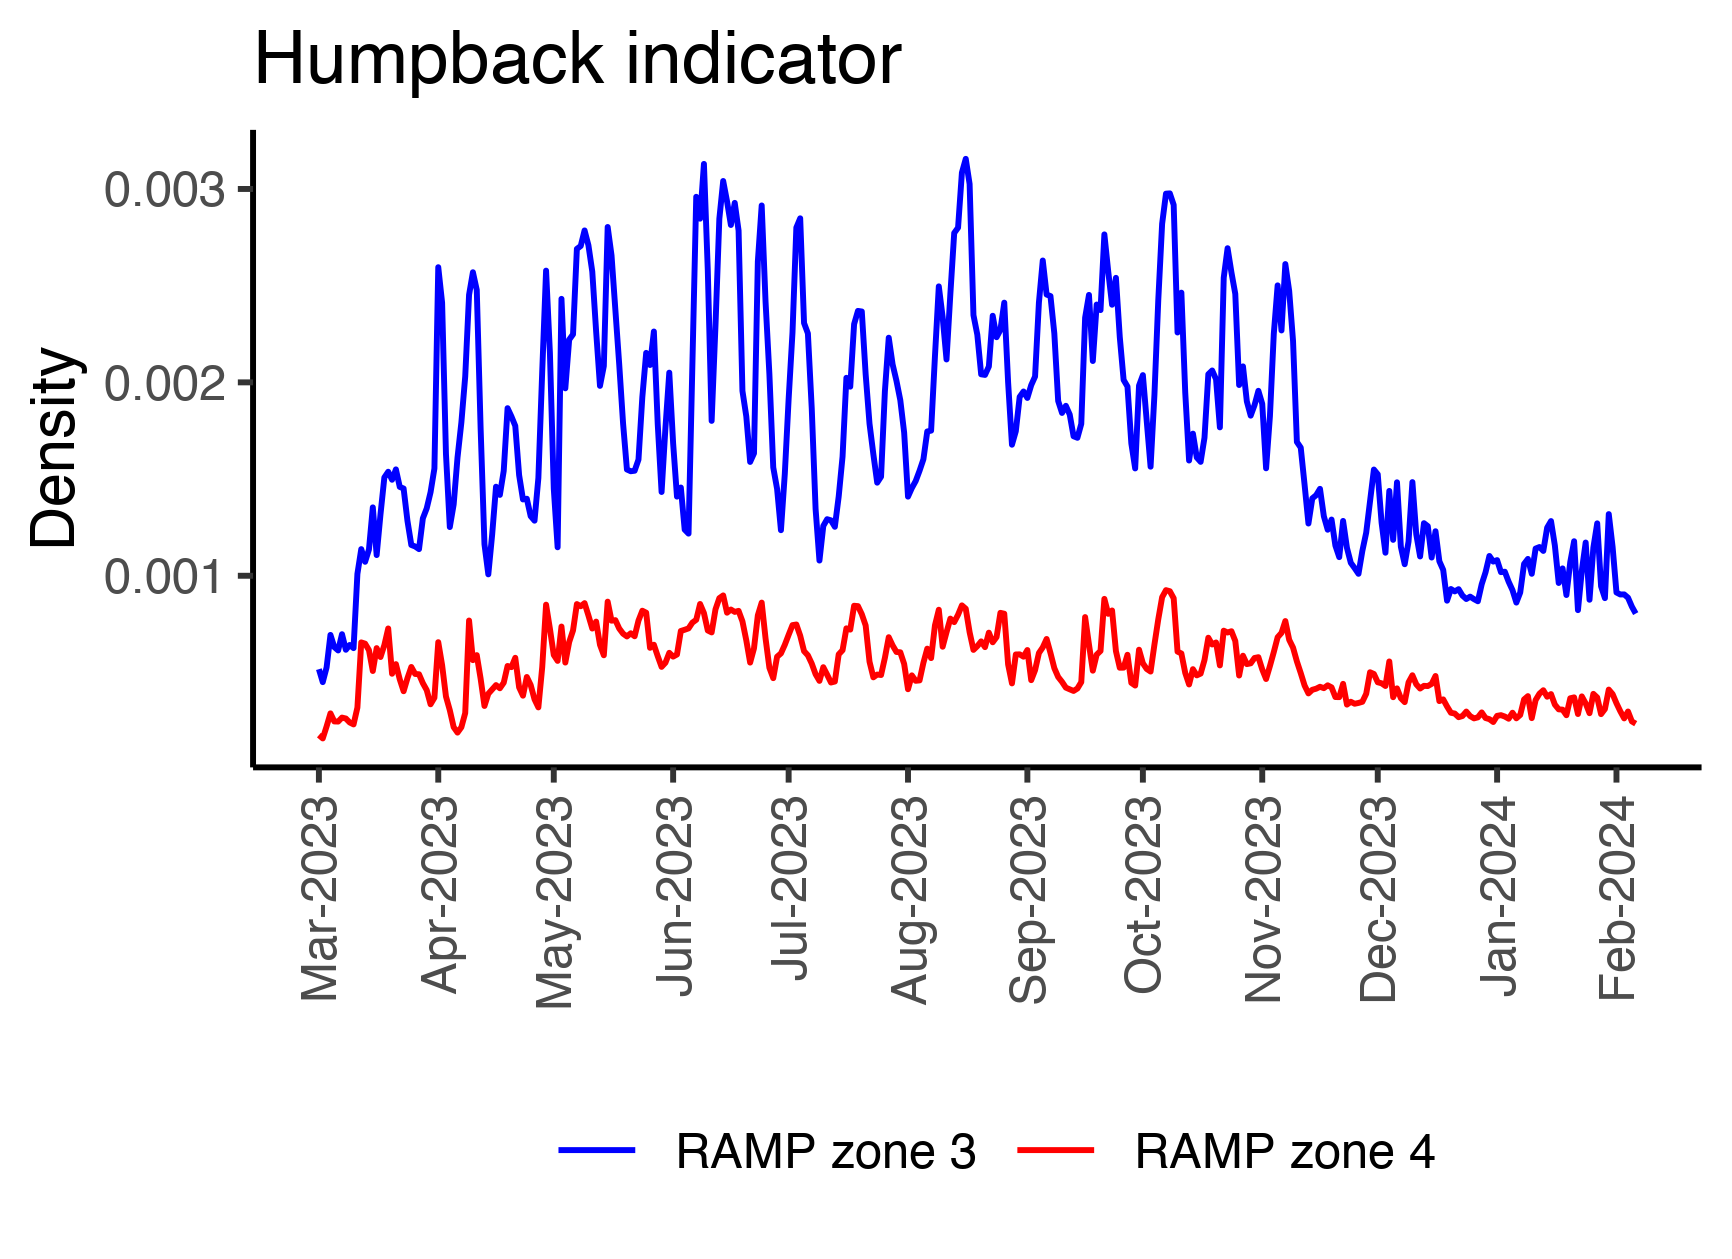 Humpback indicator
Density
0.003
0.002
0.001
Mar-2023
Apr-2023
May-2023
Jun-2023
Jul-2023
Aug-2023
Sep-2023
Oct-2023
Nov-2023
Dec-2023
Jan-2024
Feb-2024
RAMP zone 3
RAMP zone 4